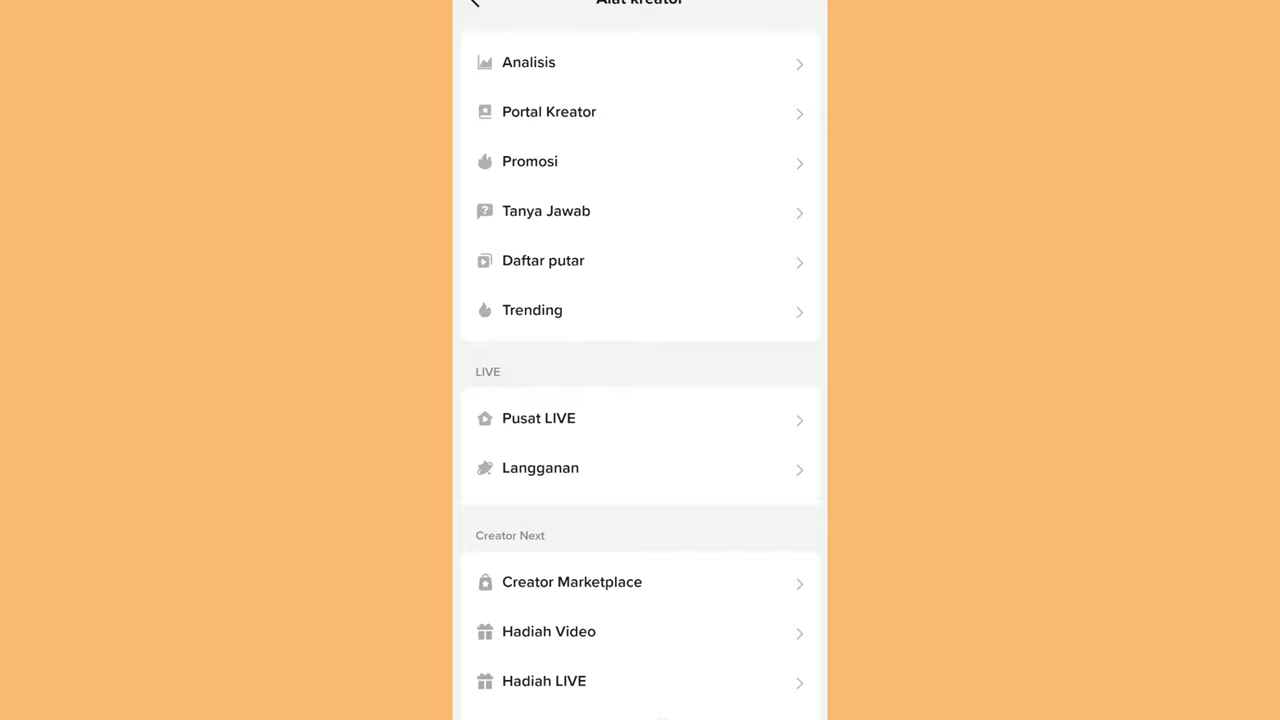 Alat kreator
Analisis
Portal Kreator
Promosi
Tanya Jawab
Daftar putar
Trending
LIVE
Pusat LIVE
Langganan
Creator Next
Creator Marketplace
Hadiah Video
Hadiah LIVE